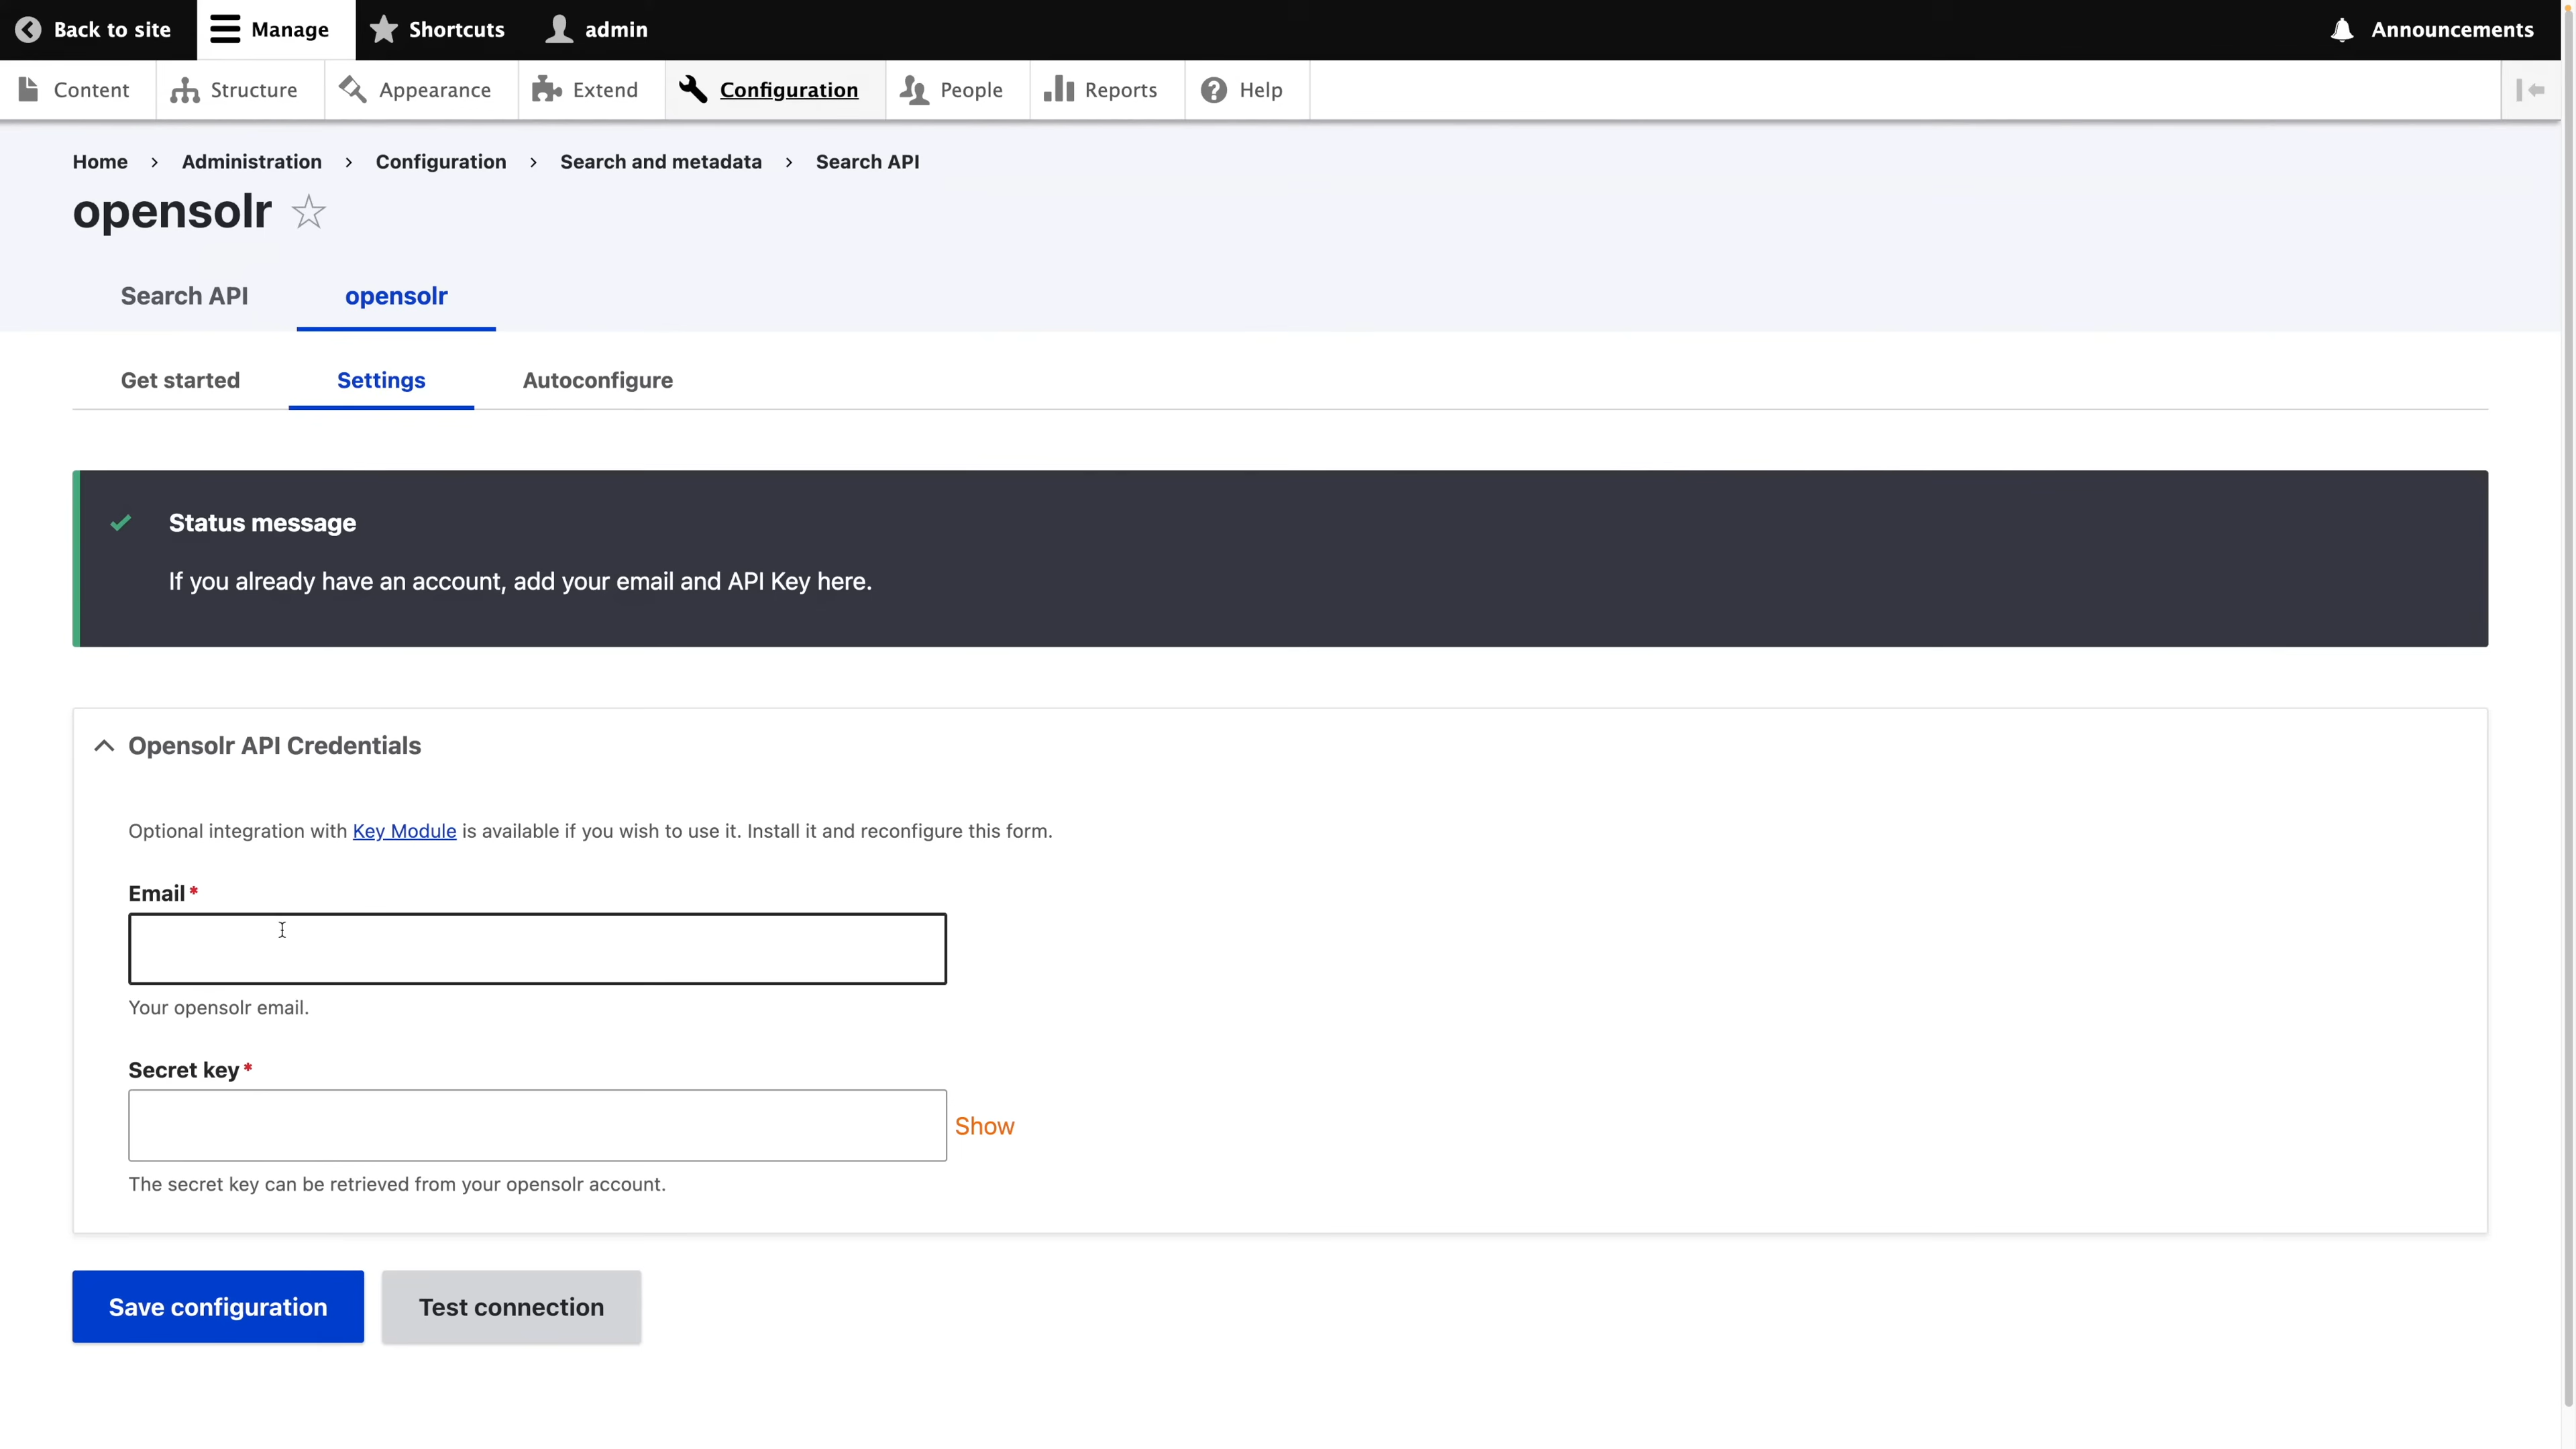 Back to site Manage Shortcuts admin Announcements
Content Structure Appearance Extend Configuration People Reports Help
Home › Administration › Configuration › Search and metadata › Search API
opensolr
Search API opensolr
Get started Settings Autoconfigure
Status message
If you already have an account, add your email and API Key here.
Opensolr API Credentials
Optional integration with Key Module is available if you wish to use it. Install it and reconfigure this form.
Email*
Your opensolr email.
Secret key*
Show
The secret key can be retrieved from your opensolr account.
Save configuration Test connection